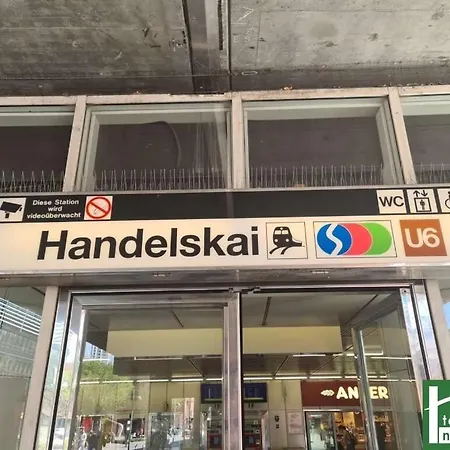 Diese Station
wird
videoüberwacht
WC
Handelskai
U6
ANKER